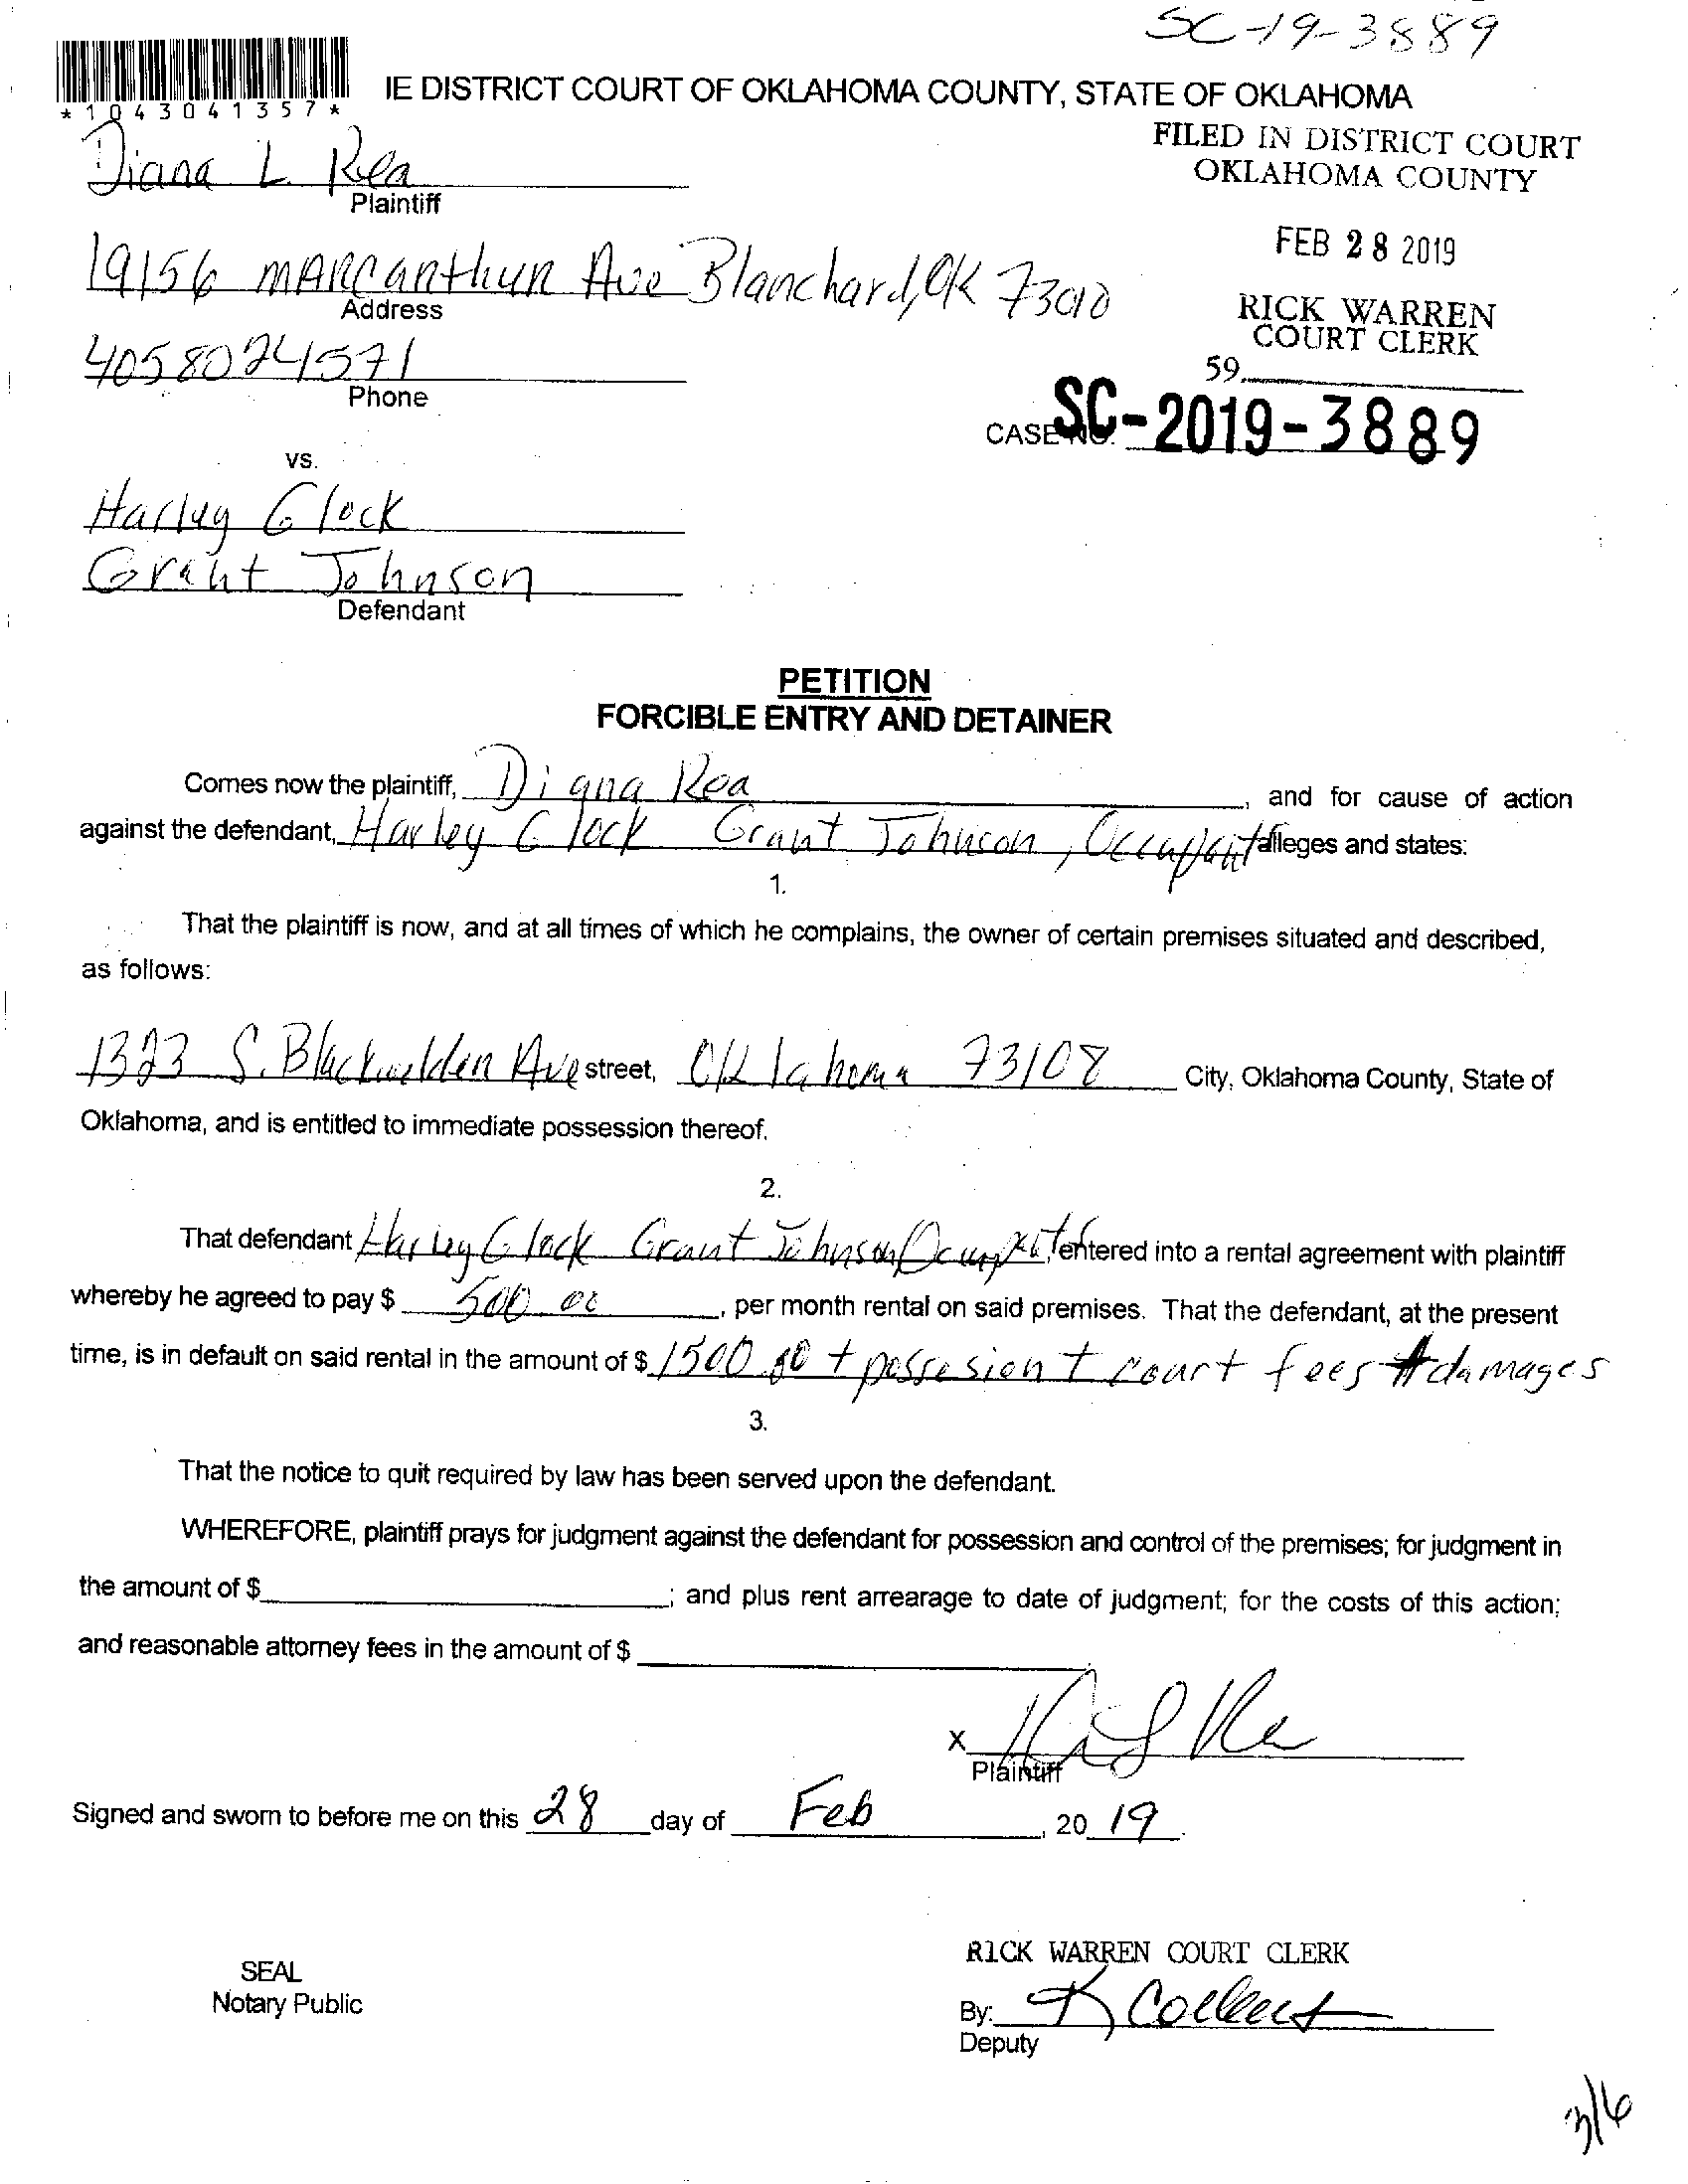 SC-19-3889
IE DISTRICT COURT OF OKLAHOMA COUNTY, STATE OF OKLAHOMA
*1043041357*
FILED IN DISTRICT COURT
OKLAHOMA COUNTY
Diana L. Rea
Plaintiff
FEB 28 2019
19156 MARcanthur Ave Blanchard, OK 73010
Address
RICK WARREN
COURT CLERK
4058024571
Phone
59
CASE NO. SC-2019-3889
vs.
Harley Glock
Grant Johnson
Defendant
PETITION
FORCIBLE ENTRY AND DETAINER
Comes now the plaintiff, Diana Rea, and for cause of action
against the defendant, Harley Glock Grant Johnson, Occupant alleges and states:
1.
That the plaintiff is now, and at all times of which he complains, the owner of certain premises situated and described,
as follows:
1323 S. Blackwelder Ave street, Oklahoma 73108 City, Oklahoma County, State of
Oklahoma, and is entitled to immediate possession thereof.
2.
That defendant Harley Glock Grant Johnson Occupant entered into a rental agreement with plaintiff
whereby he agreed to pay $ 500 00, per month rental on said premises. That the defendant, at the present
time, is in default on said rental in the amount of $ 1500 00 + possesion + court fees + damages
3.
That the notice to quit required by law has been served upon the defendant.
WHEREFORE, plaintiff prays for judgment against the defendant for possession and control of the premises; for judgment in
the amount of $ ; and plus rent arrearage to date of judgment; for the costs of this action;
and reasonable attorney fees in the amount of $
x
Plaintiff
Signed and sworn to before me on this 28 day of Feb, 20 19.
RICK WARREN COURT CLERK
SEAL
Notary Public
By: K Collens
Deputy
3/6